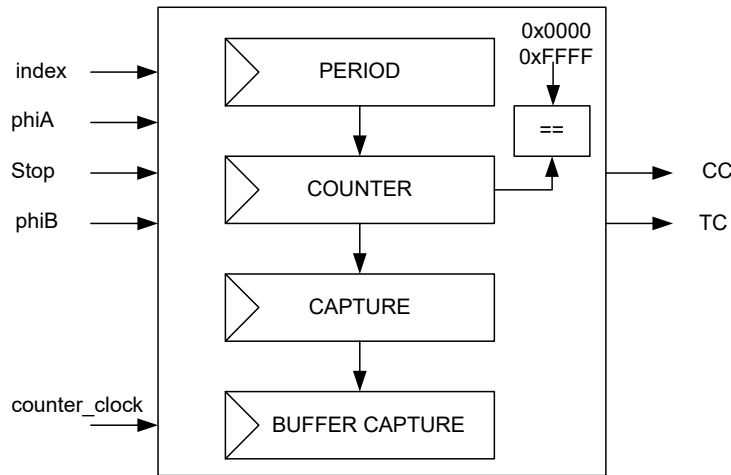 0x0000
0xFFFF
index
PERIOD
phiA
==
Stop
COUNTER
CC
phiB
TC
CAPTURE
counter_clock
BUFFER CAPTURE